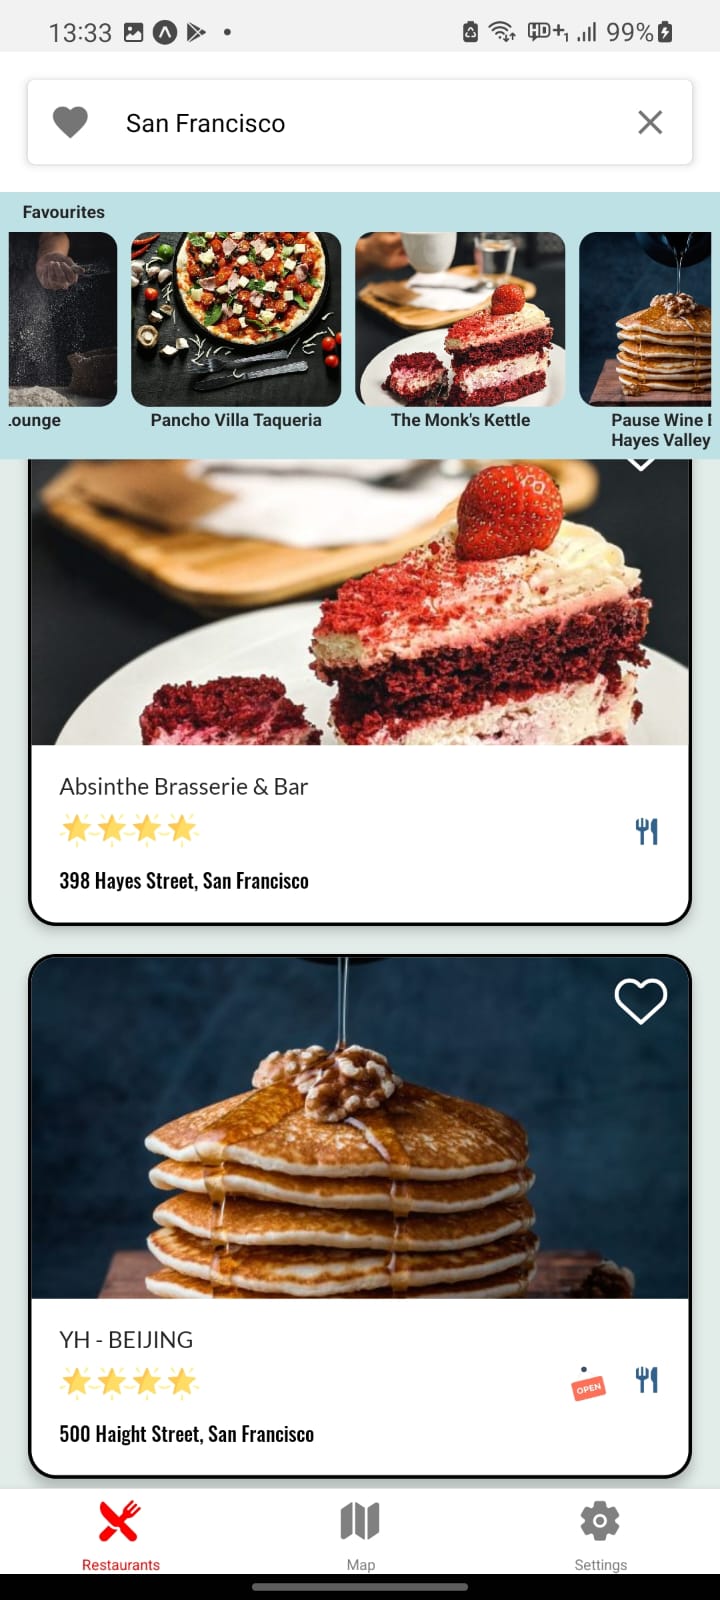 13:33
99%
San Francisco
Favourites
.ounge
Pancho Villa Taqueria
The Monk's Kettle
Pause Wine
Hayes Valley
Absinthe Brasserie & Bar
398 Hayes Street, San Francisco
YH - BEIJING
OPEN
500 Haight Street, San Francisco
Restaurants
Map
Settings